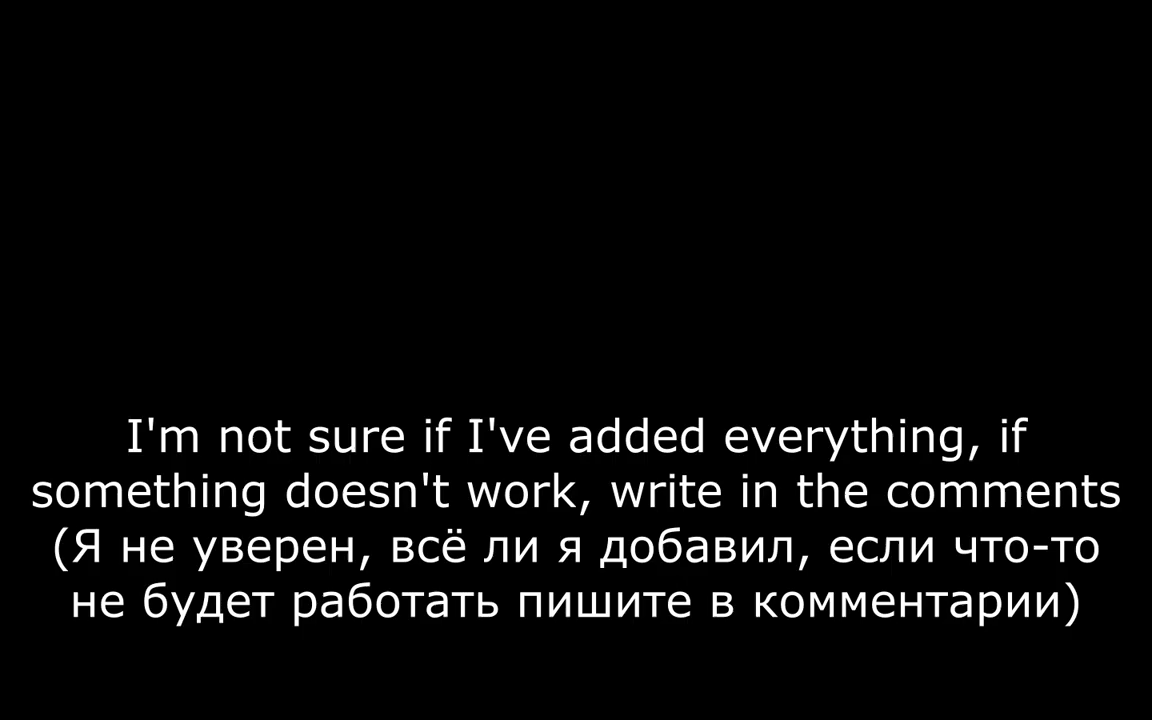 I'm not sure if I've added everything, if
something doesn't work, write in the comments
(Я не уверен, всё ли я добавил, если что-то
не будет работать пишите в комментарии)